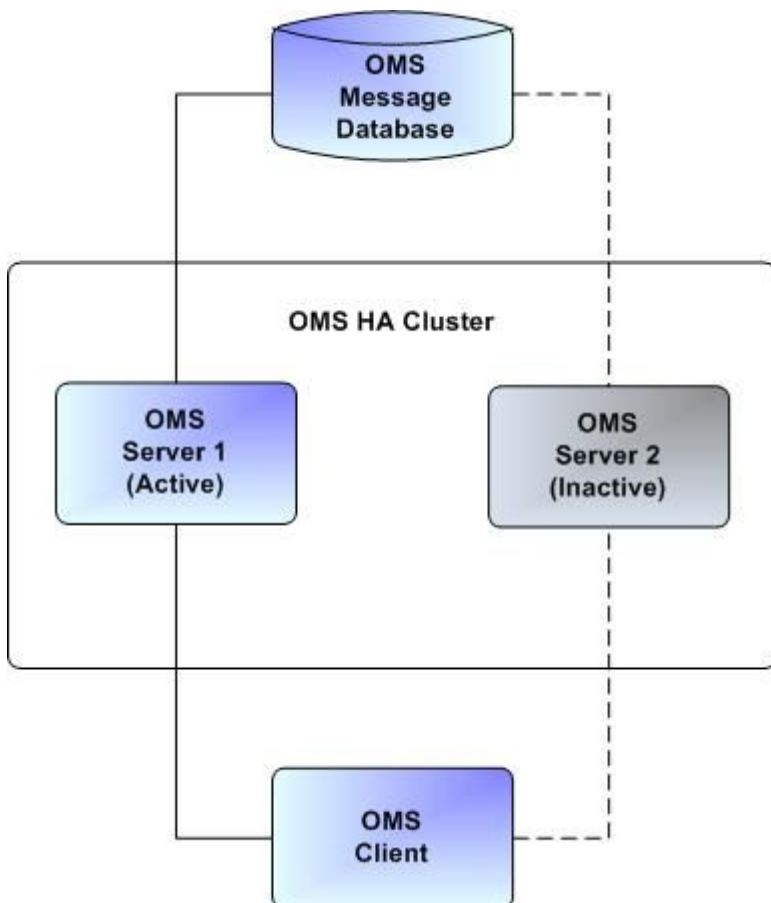 OMS
Message
Database
OMS HA Cluster
OMS
Server 1
(Active)
OMS
Server 2
(Inactive)
OMS
Client